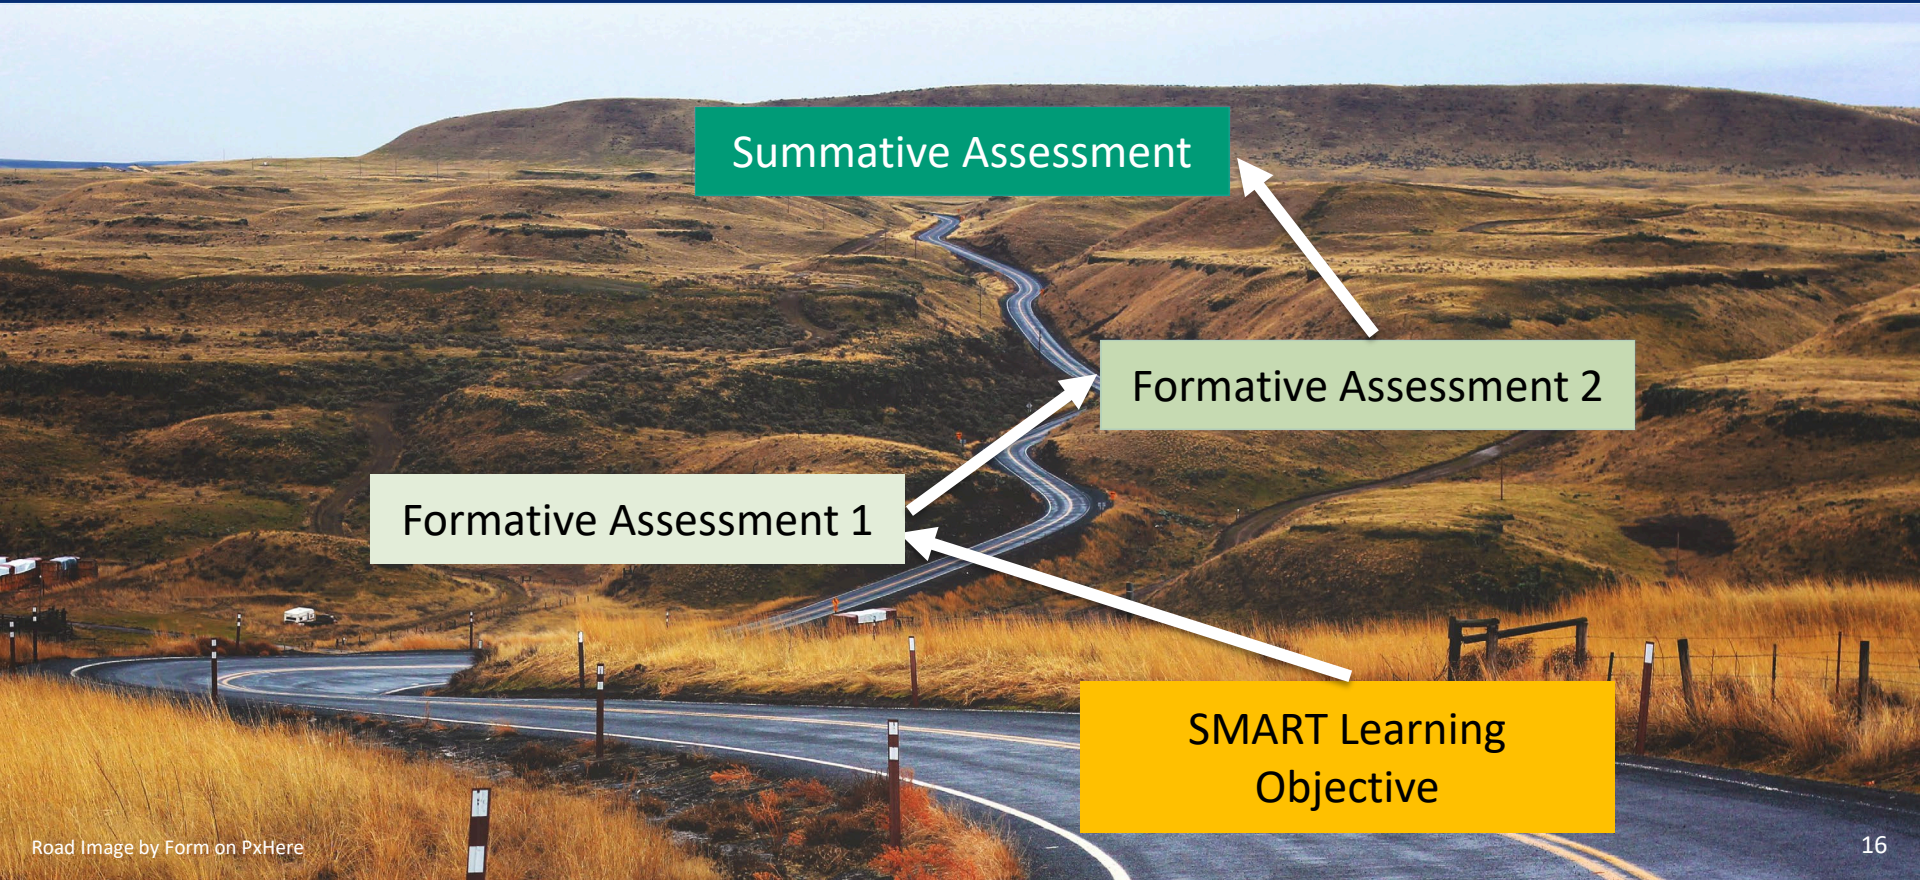 Summative Assessment
Formative Assessment 2
Formative Assessment 1
SMART Learning
Objective
Road Image by Form on PxHere
16